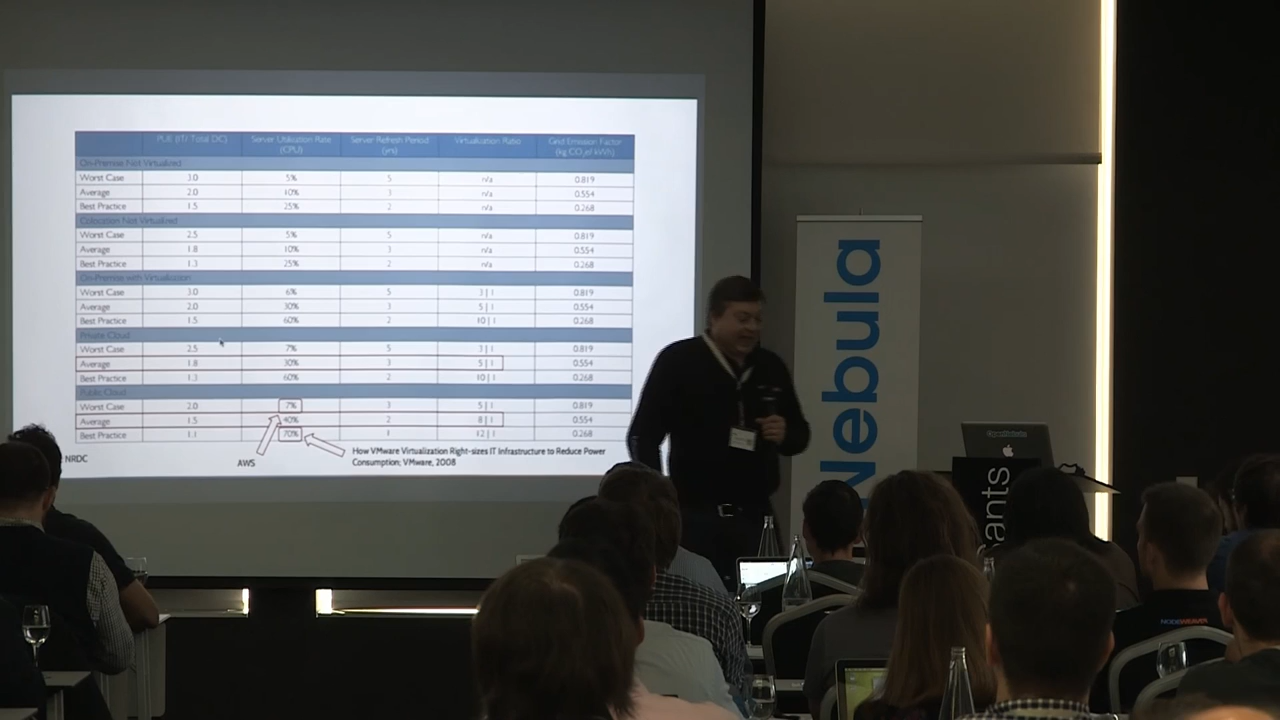 PUE (IT/ Total DC) Server Utilization Rate (CPU) Server Refresh Period (yrs) Virtualization Ratio Grid Emission Factor (kg CO₂e/ kWh)
On-Premise Not Virtualized
Worst Case 3.0 5% 5 n/a 0.819
Average 2.0 10% 3 n/a 0.554
Best Practice 1.5 25% 2 n/a 0.268
Colocation Not Virtualized
Worst Case 2.5 5% 5 n/a 0.819
Average 1.8 10% 3 n/a 0.554
Best Practice 1.3 25% 2 n/a 0.268
On-Premise with Virtualization
Worst Case 3.0 6% 5 3 | 1 0.819
Average 2.0 30% 3 5 | 1 0.554
Best Practice 1.5 60% 2 10 | 1 0.268
Private Cloud
Worst Case 2.5 7% 5 3 | 1 0.819
Average 1.8 30% 3 5 | 1 0.554
Best Practice 1.3 60% 2 10 | 1 0.268
Public Cloud
Worst Case 2.0 7% 3 5 | 1 0.819
Average 1.5 40% 2 8 | 1 0.554
Best Practice 1.1 70% 1 12 | 1 0.268
NRDC
AWS
How VMware Virtualization Right-sizes IT Infrastructure to Reduce Power
Consumption; VMware, 2008
Nebula
sants
NODEWEAVER